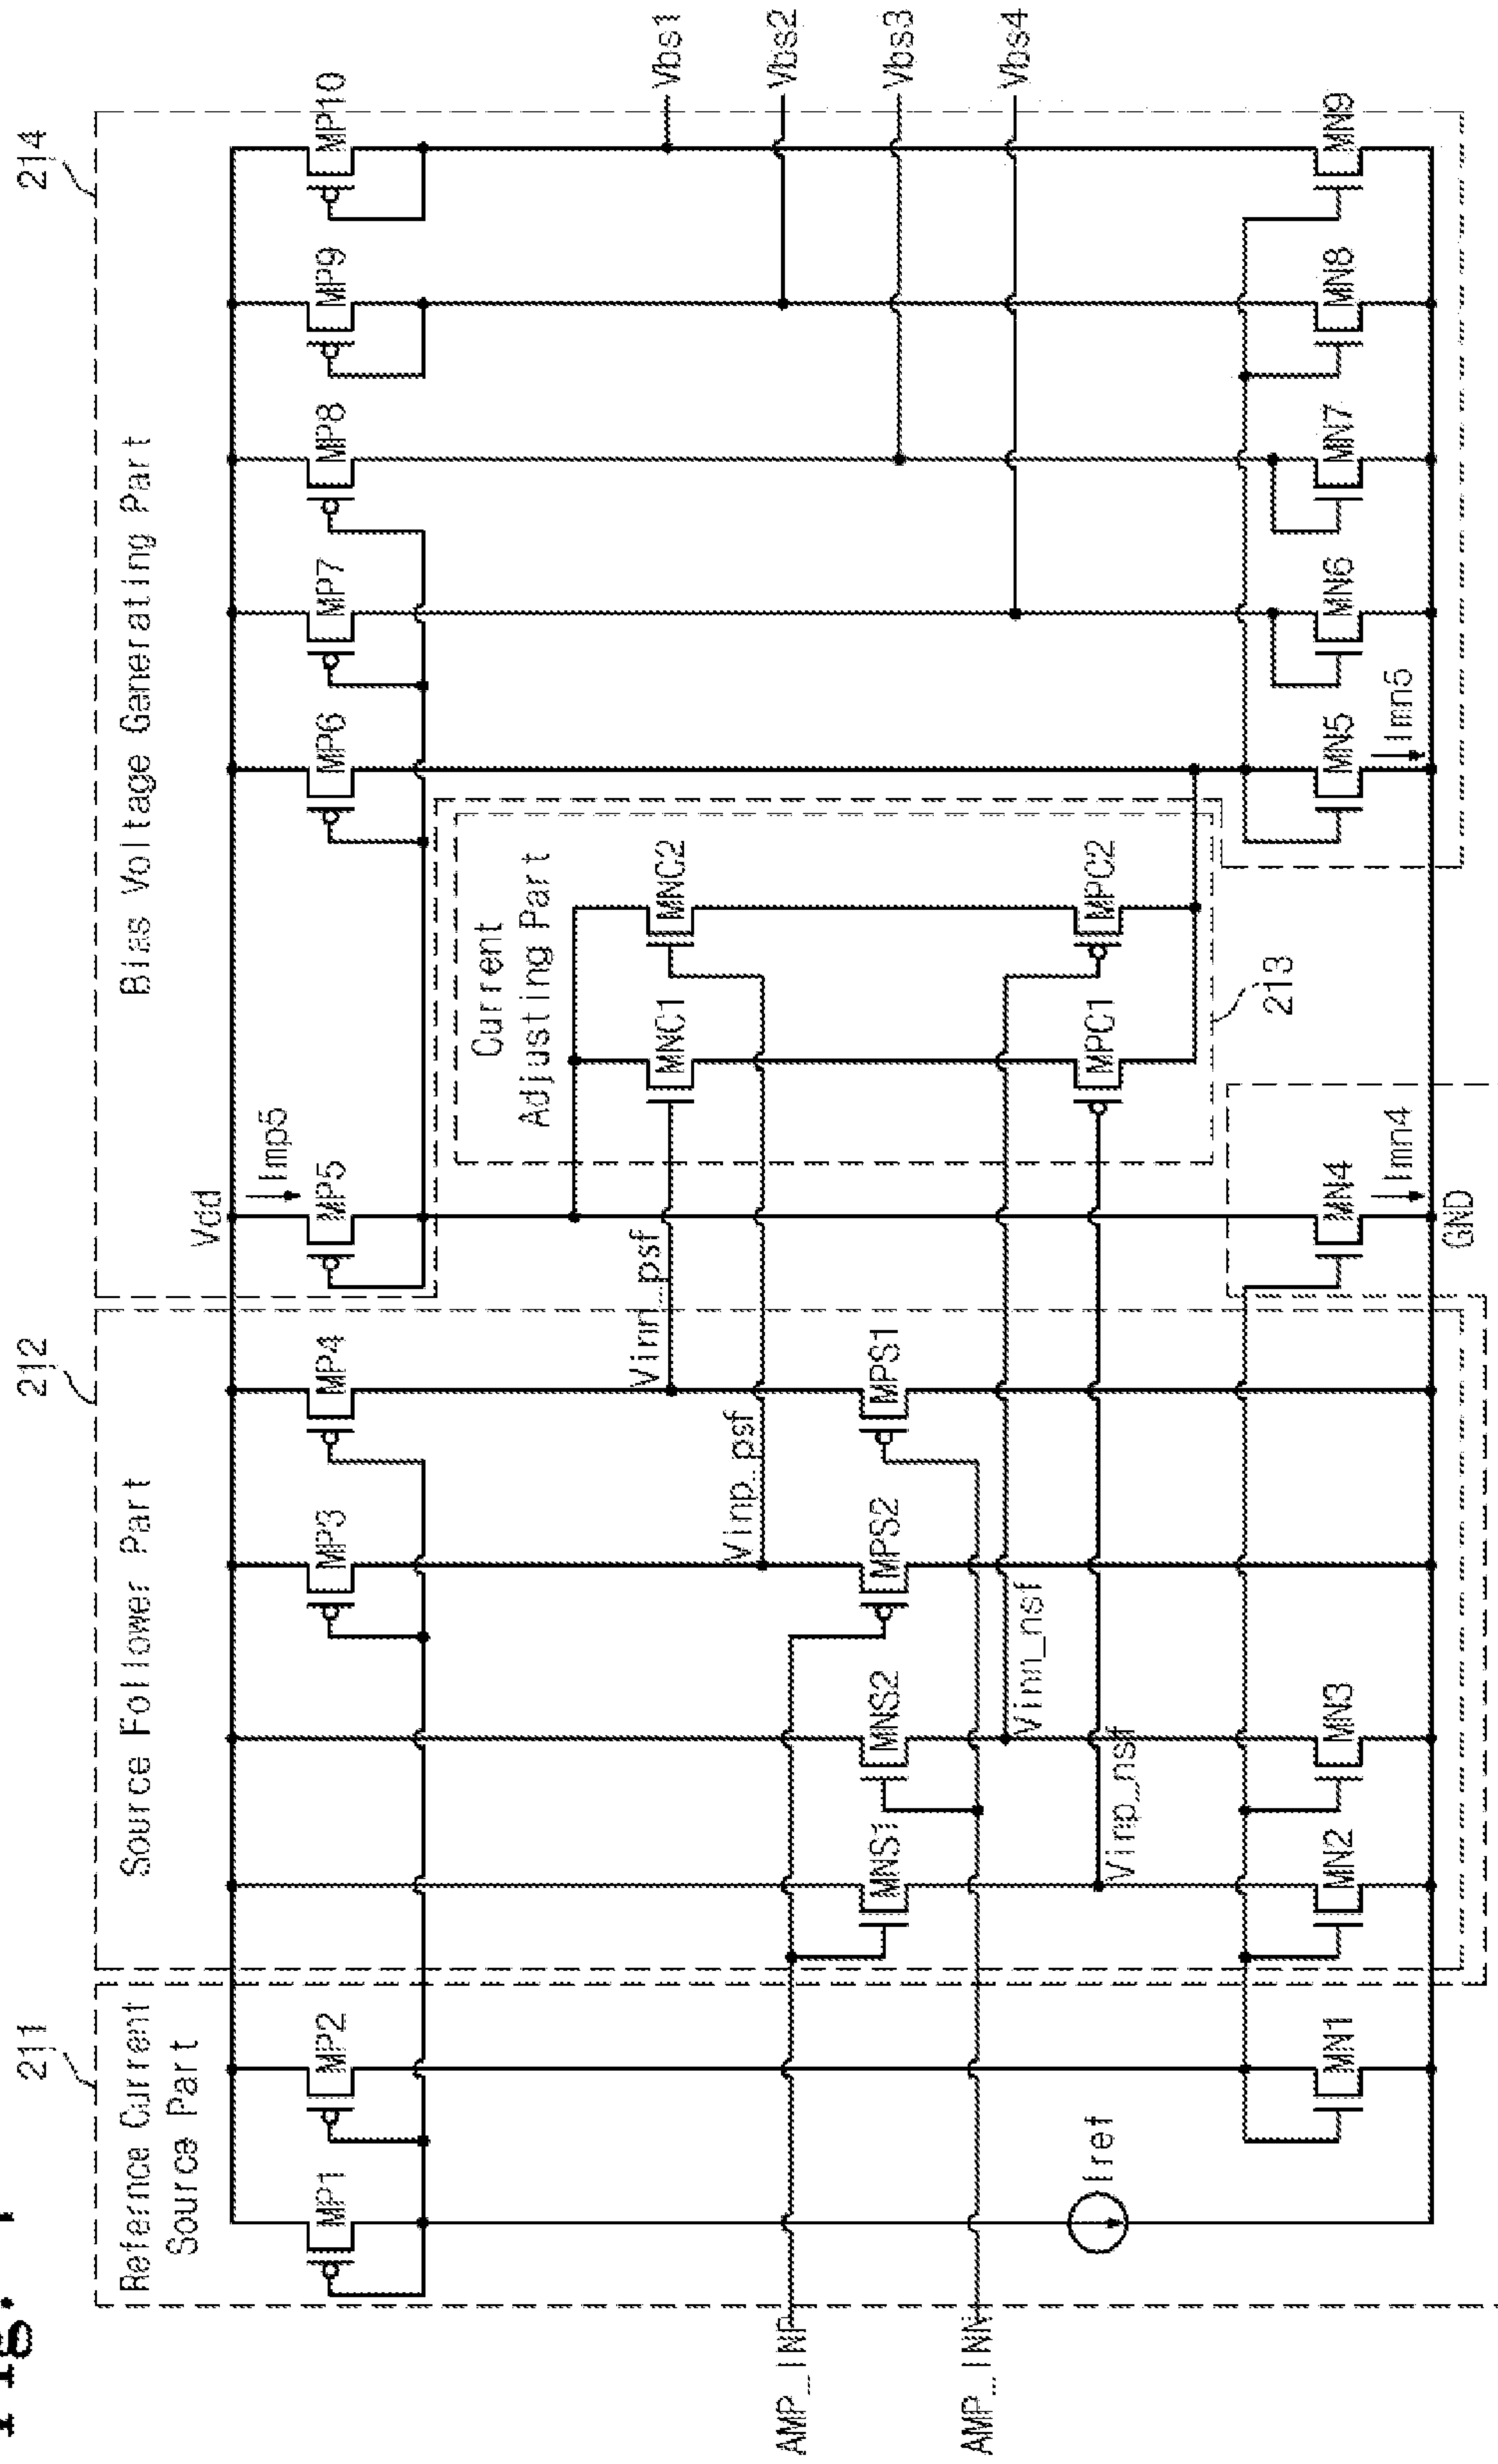 Fig.
211
212
214
Refernce Current
Source Part
Source Follower Part
Bias Voltage Generating Part
Vdd
Imp5
MP1
MP2
MP3
MP4
MP5
MP6
MP7
MP8
MP9
MP10
Current
Adjusting Part
Vinn_psf
Vinp_psf
MNC1
MNC2
Vbs1
Vbs2
Vbs3
Vbs4
AMP_INP
AMP_INN
MNS1
MNS2
MPS2
MPS1
Vinn_nsf
Vinp_nsf
MPC1
MPC2
213
Iref
MN1
MN2
MN3
MN4
MN5
MN6
MN7
MN8
MN9
Imn4
Imn5
GND